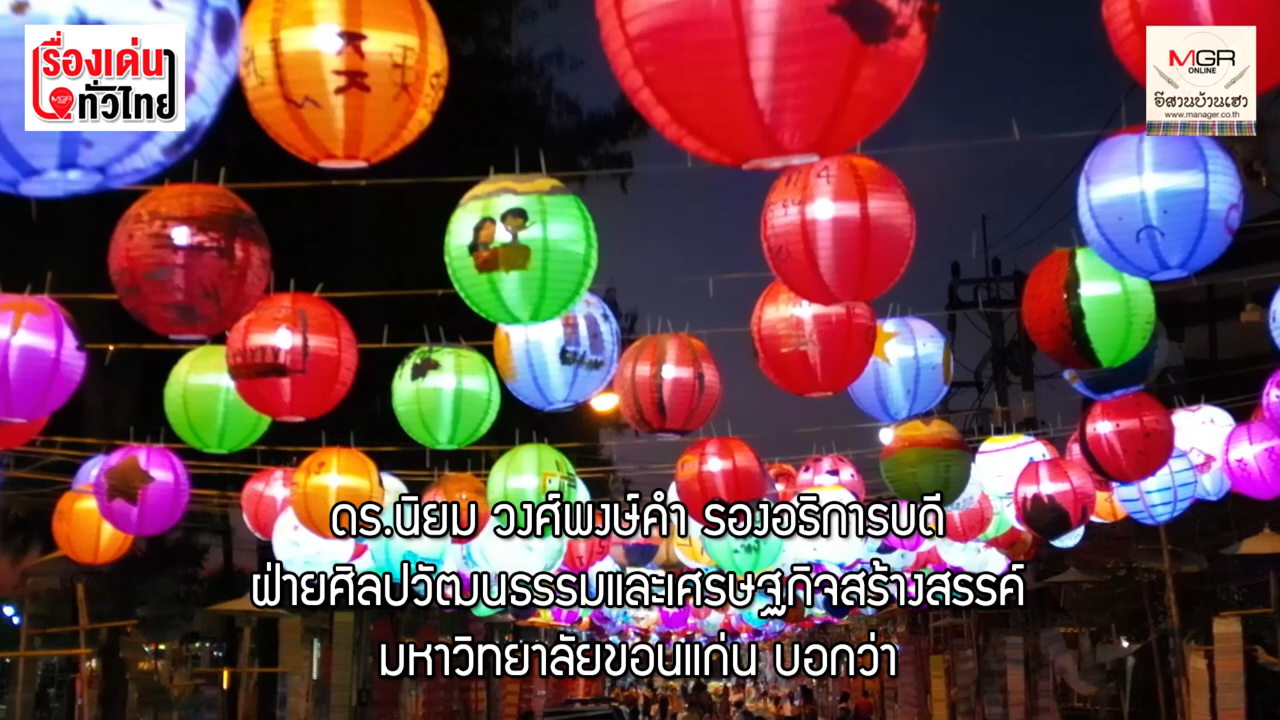 เรื่องเด่น
MGR
ทั่วไทย
MGR
ONLINE
อีสานบ้านเฮา
www.manager.co.th
ดร.นิยม วงศ์พงษ์คำ รองอธิการบดี
ฝ่ายศิลปวัฒนธรรมและเศรษฐกิจสร้างสรรค์
มหาวิทยาลัยขอนแก่น บอกว่า